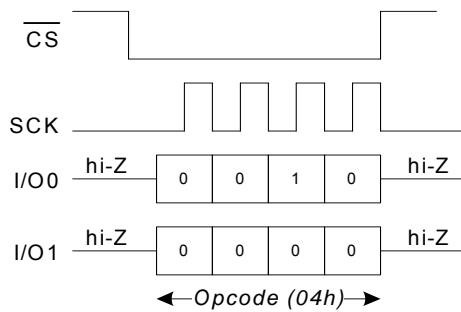 CS
SCK
I/O0 hi-Z 0 0 1 0 hi-Z
I/O1 hi-Z 0 0 0 0 hi-Z
Opcode (04h)